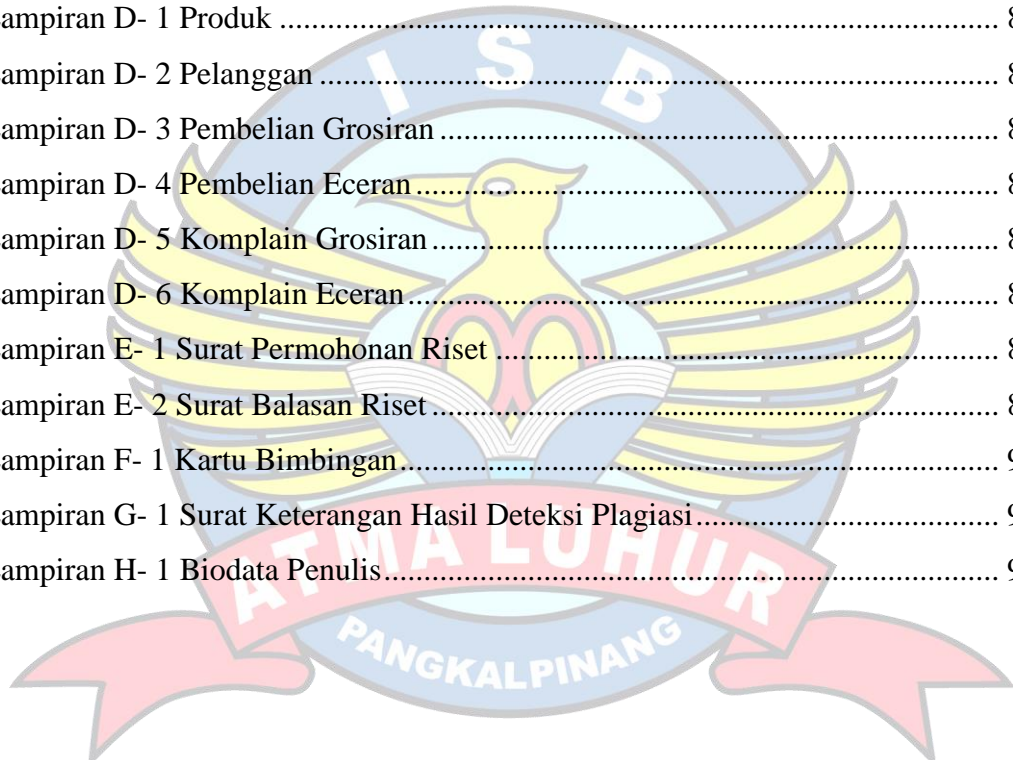 ampiran D- 1 Produk ........................................................................................... 8
ampiran D- 2 Pelanggan ...................................................................................... 8
ampiran D- 3 Pembelian Grosiran ....................................................................... 8
ampiran D- 4 Pembelian Eceran .......................................................................... 8
ampiran D- 5 Komplain Grosiran ........................................................................ 8
ampiran D- 6 Komplain Eceran ........................................................................... 8
ampiran E- 1 Surat Permohonan Riset ................................................................ 8
ampiran E- 2 Surat Balasan Riset ........................................................................ 8
ampiran F- 1 Kartu Bimbingan ............................................................................ 9
ampiran G- 1 Surat Keterangan Hasil Deteksi Plagiasi ....................................... 9
ampiran H- 1 Biodata Penulis .............................................................................. 9
I S B
ATMA LUHUR
PANGKALPINANG